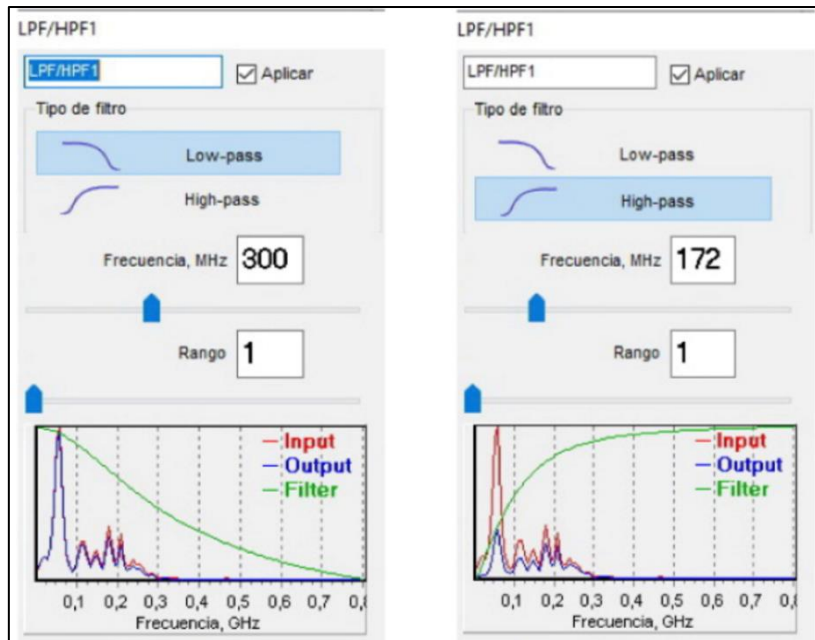 LPF/HPF1
LPF/HPF1
Aplicar
Tipo de filtro
Low-pass
High-pass
Frecuencia, MHz 300
Rango 1
Input
Output
Filter
0,1 0,2 0,3 0,4 0,5 0,6 0,7 0,8
Frecuencia, GHz
LPF/HPF1
LPF/HPF1
Aplicar
Tipo de filtro
Low-pass
High-pass
Frecuencia, MHz 172
Rango 1
Input
Output
Filter
0,1 0,2 0,3 0,4 0,5 0,6 0,7
Frecuencia, GHz